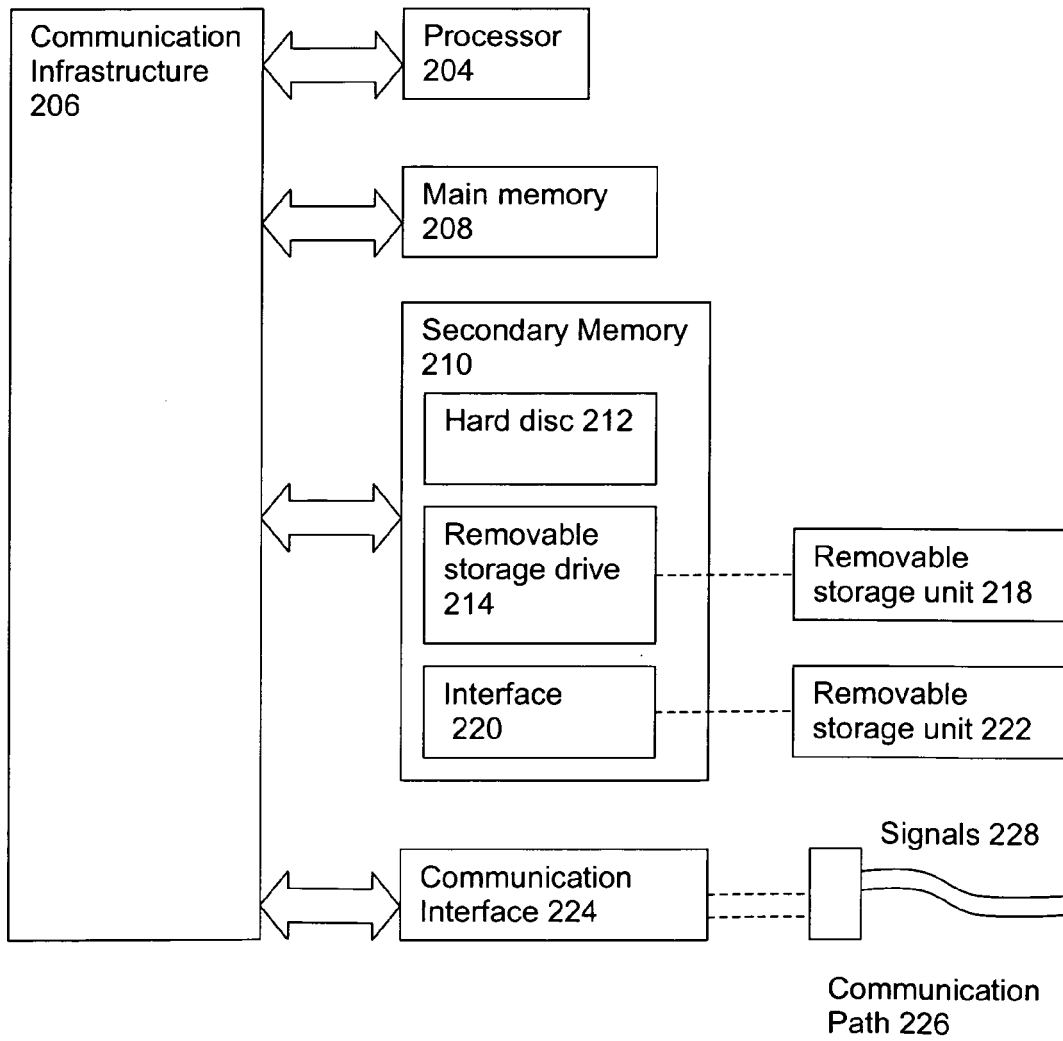 Communication
Infrastructure
206
Processor
204
Main memory
208
Secondary Memory
210
Hard disc 212
Removable
storage drive
214
Removable
storage unit 218
Interface
220
Removable
storage unit 222
Signals 228
Communication
Interface 224
Communication
Path 226